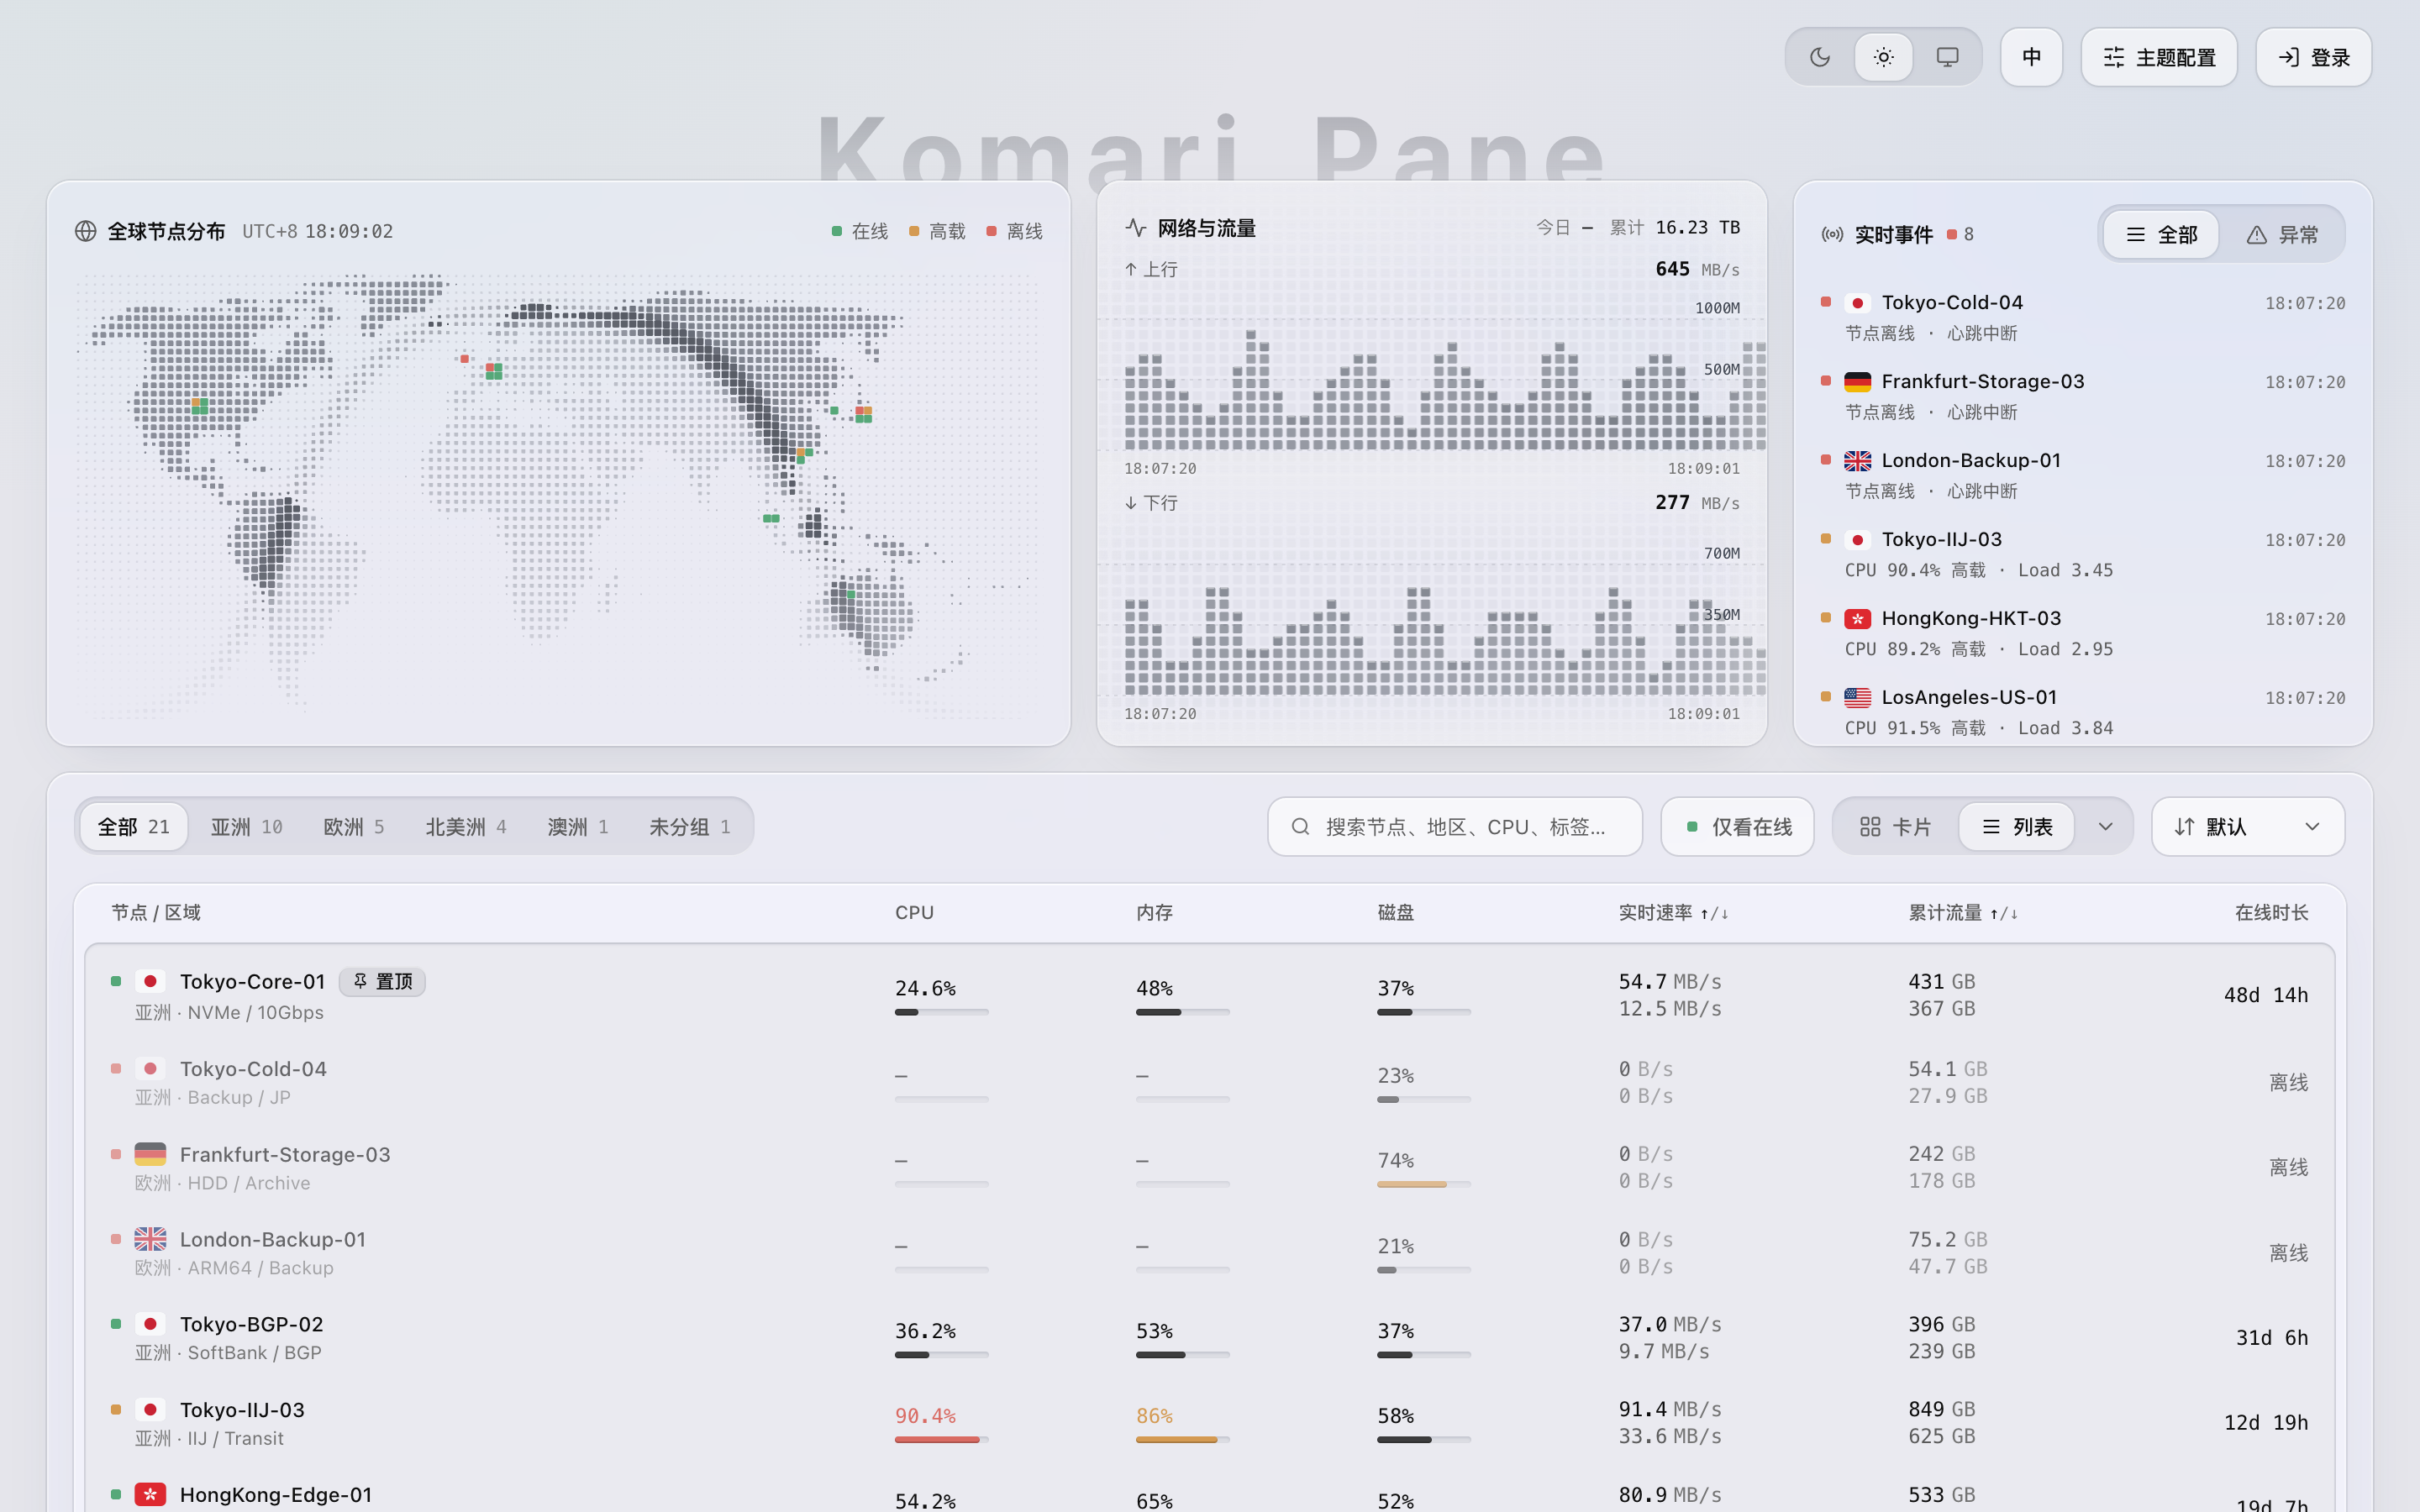 中 主题配置 登录
Komari Pane
全球节点分布 UTC+8 18:09:02 在线 高载 离线
网络与流量 今日 — 累计 16.23 TB
↑ 上行 645 MB/s
1000M
500M
18:07:20 18:09:01
↓ 下行 277 MB/s
700M
350M
18:07:20 18:09:01
实时事件 8 全部 异常
Tokyo-Cold-04 18:07:20
节点离线 · 心跳中断
Frankfurt-Storage-03 18:07:20
节点离线 · 心跳中断
London-Backup-01 18:07:20
节点离线 · 心跳中断
Tokyo-IIJ-03 18:07:20
CPU 90.4% 高载 · Load 3.45
HongKong-HKT-03 18:07:20
CPU 89.2% 高载 · Load 2.95
LosAngeles-US-01 18:07:20
CPU 91.5% 高载 · Load 3.84
全部 21 亚洲 10 欧洲 5 北美洲 4 澳洲 1 未分组 1 搜索节点、地区、CPU、标签... 仅看在线 卡片 列表 默认
节点 / 区域 CPU 内存 磁盘 实时速率 ↑/↓ 累计流量 ↑/↓ 在线时长
Tokyo-Core-01 置顶 24.6% 48% 37% 54.7 MB/s 431 GB 48d 14h
亚洲 · NVMe / 10Gbps 12.5 MB/s 367 GB
Tokyo-Cold-04 — — 23% 0 B/s 54.1 GB 离线
亚洲 · Backup / JP 0 B/s 27.9 GB
Frankfurt-Storage-03 — — 74% 0 B/s 242 GB 离线
欧洲 · HDD / Archive 0 B/s 178 GB
London-Backup-01 — — 21% 0 B/s 75.2 GB 离线
欧洲 · ARM64 / Backup 0 B/s 47.7 GB
Tokyo-BGP-02 36.2% 53% 37% 37.0 MB/s 396 GB 31d 6h
亚洲 · SoftBank / BGP 9.7 MB/s 239 GB
Tokyo-IIJ-03 90.4% 86% 58% 91.4 MB/s 849 GB 12d 19h
亚洲 · IIJ / Transit 33.6 MB/s 625 GB
HongKong-Edge-01 54.2% 65% 52% 80.9 MB/s 533 GB 19d 7h